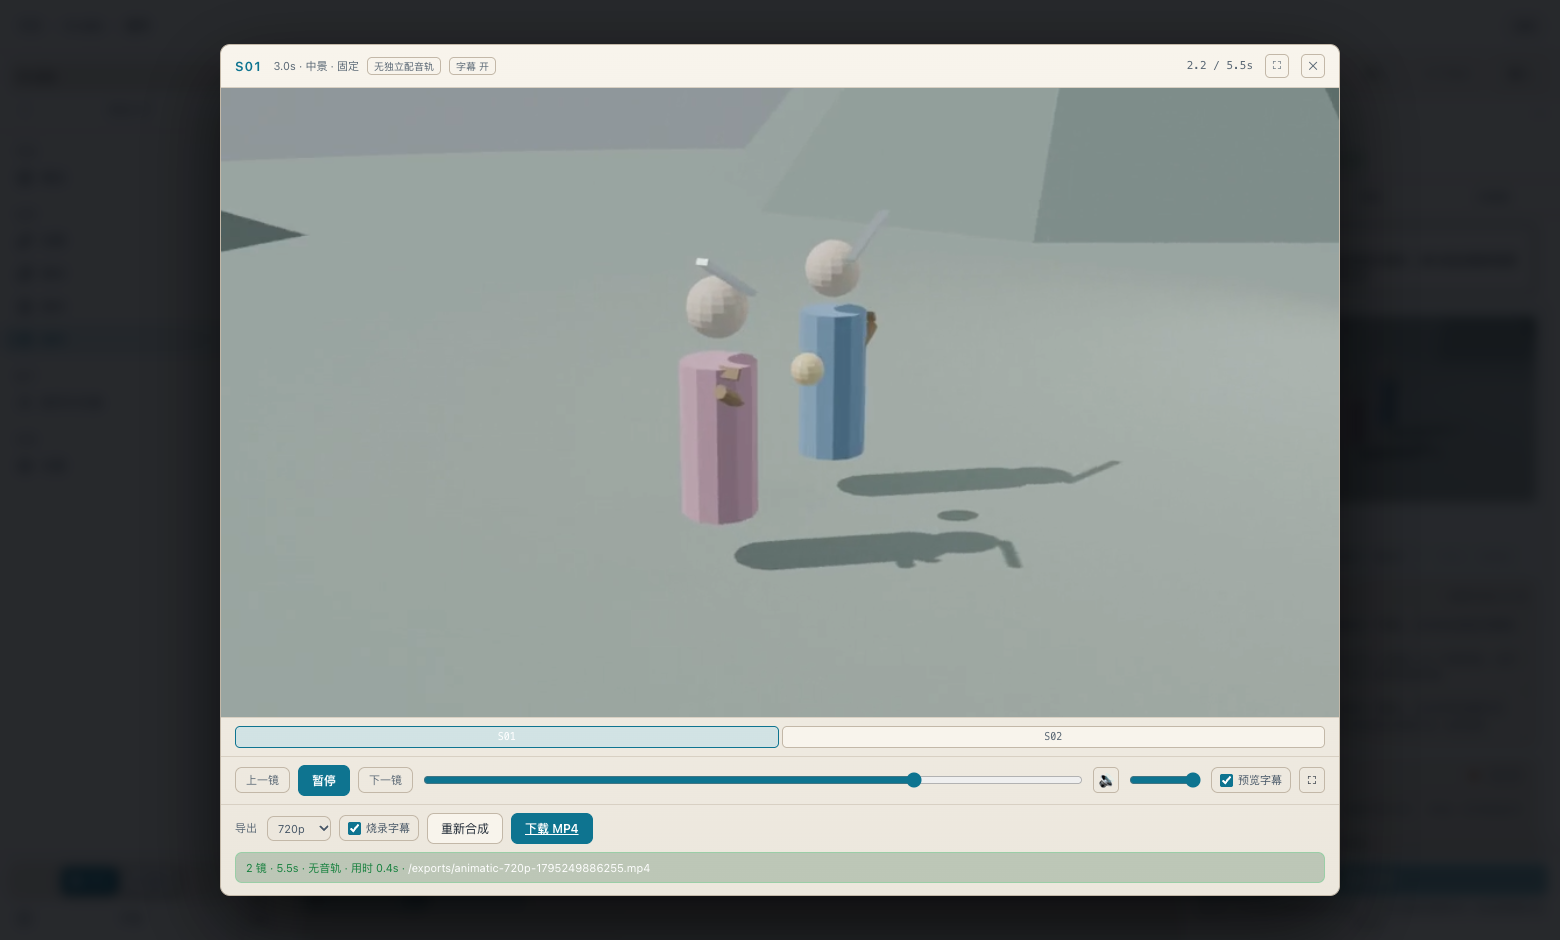 S01 3.0s · 中景 · 固定 无独立配音轨 字幕 开 2.2 / 5.5s
S01 S02
上一镜 暂停 下一镜 预览字幕
导出 720p 烧录字幕 重新合成 下载 MP4
2 镜 · 5.5s · 无音轨 · 用时 0.4s · /exports/animatic-720p-1795249886255.mp4